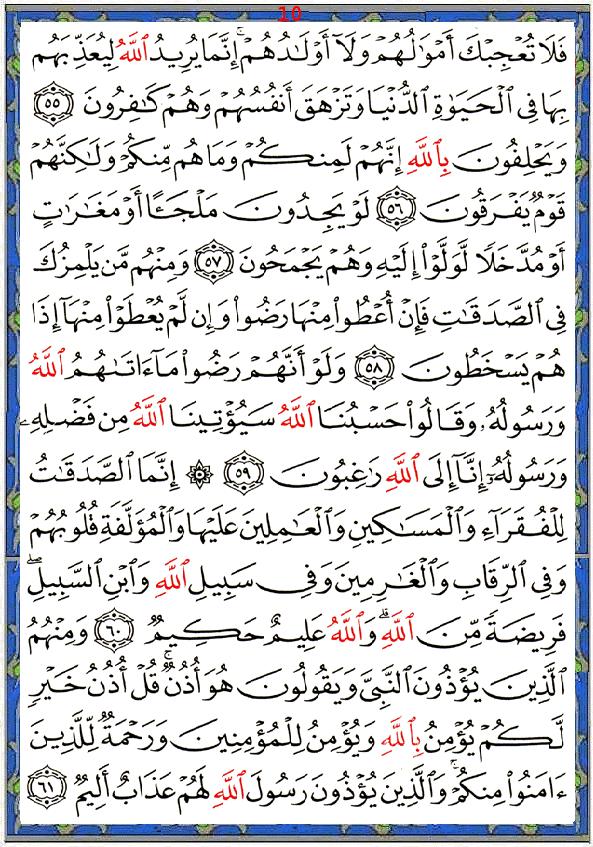 10
فَلَا تُعۡجِبۡكَ أَمۡوَٰلُهُمۡ وَلَآ أَوۡلَٰدُهُمۡۚ إِنَّمَا يُرِيدُ ٱللَّهُ لِيُعَذِّبَهُم
بِهَا فِي ٱلۡحَيَوٰةِ ٱلدُّنۡيَا وَتَزۡهَقَ أَنفُسُهُمۡ وَهُمۡ كَٰفِرُونَ ٥٥
وَيَحۡلِفُونَ بِٱللَّهِ إِنَّهُمۡ لَمِنكُمۡ وَمَا هُم مِّنكُمۡ وَلَٰكِنَّهُمۡ
قَوۡمٞ يَفۡرَقُونَ ٥٦ لَوۡ يَجِدُونَ مَلۡجَـًٔا أَوۡ مَغَٰرَٰتٍ
أَوۡ مُدَّخَلٗا لَّوَلَّوۡاْ إِلَيۡهِ وَهُمۡ يَجۡمَحُونَ ٥٧ وَمِنۡهُم مَّن يَلۡمِزُكَ
فِي ٱلصَّدَقَٰتِ فَإِنۡ أُعۡطُواْ مِنۡهَا رَضُواْ وَإِن لَّمۡ يُعۡطَوۡاْ مِنۡهَآ إِذَا
هُمۡ يَسۡخَطُونَ ٥٨ وَلَوۡ أَنَّهُمۡ رَضُواْ مَآ ءَاتَىٰهُمُ ٱللَّهُ
وَرَسُولُهُۥ وَقَالُواْ حَسۡبُنَا ٱللَّهُ سَيُؤۡتِينَا ٱللَّهُ مِن فَضۡلِهِۦ
وَرَسُولُهُۥٓ إِنَّآ إِلَى ٱللَّهِ رَٰغِبُونَ ٥٩ ۞ إِنَّمَا ٱلصَّدَقَٰتُ
لِلۡفُقَرَآءِ وَٱلۡمَسَٰكِينِ وَٱلۡعَٰمِلِينَ عَلَيۡهَا وَٱلۡمُؤَلَّفَةِ قُلُوبُهُمۡ
وَفِي ٱلرِّقَابِ وَٱلۡغَٰرِمِينَ وَفِي سَبِيلِ ٱللَّهِ وَٱبۡنِ ٱلسَّبِيلِۖ
فَرِيضَةٗ مِّنَ ٱللَّهِۗ وَٱللَّهُ عَلِيمٌ حَكِيمٞ ٦٠ وَمِنۡهُمُ
ٱلَّذِينَ يُؤۡذُونَ ٱلنَّبِيَّ وَيَقُولُونَ هُوَ أُذُنٞۚ قُلۡ أُذُنُ خَيۡرٖ
لَّكُمۡ يُؤۡمِنُ بِٱللَّهِ وَيُؤۡمِنُ لِلۡمُؤۡمِنِينَ وَرَحۡمَةٞ لِّلَّذِينَ
ءَامَنُواْ مِنكُمۡۚ وَٱلَّذِينَ يُؤۡذُونَ رَسُولَ ٱللَّهِ لَهُمۡ عَذَابٌ أَلِيمٞ ٦١